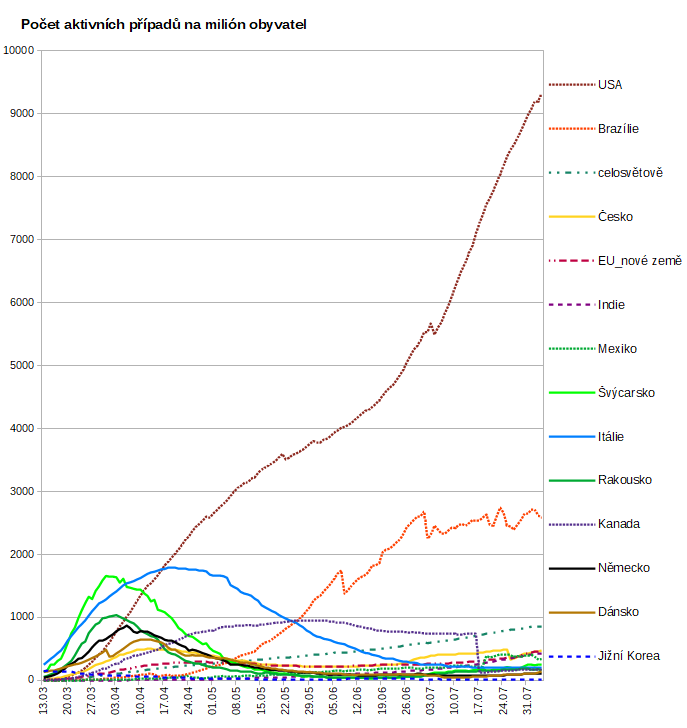 Počet aktivních případů na milión obyvatel
10000
9000
8000
7000
6000
5000
4000
3000
2000
1000
0
13.03
20.03
27.03
03.04
10.04
17.04
24.04
01.05
08.05
15.05
22.05
29.05
05.06
12.06
19.06
26.06
03.07
10.07
17.07
24.07
31.07
USA
Brazílie
celosvětově
Česko
EU_nové země
Indie
Mexiko
Švýcarsko
Itálie
Rakousko
Kanada
Německo
Dánsko
Jižní Korea